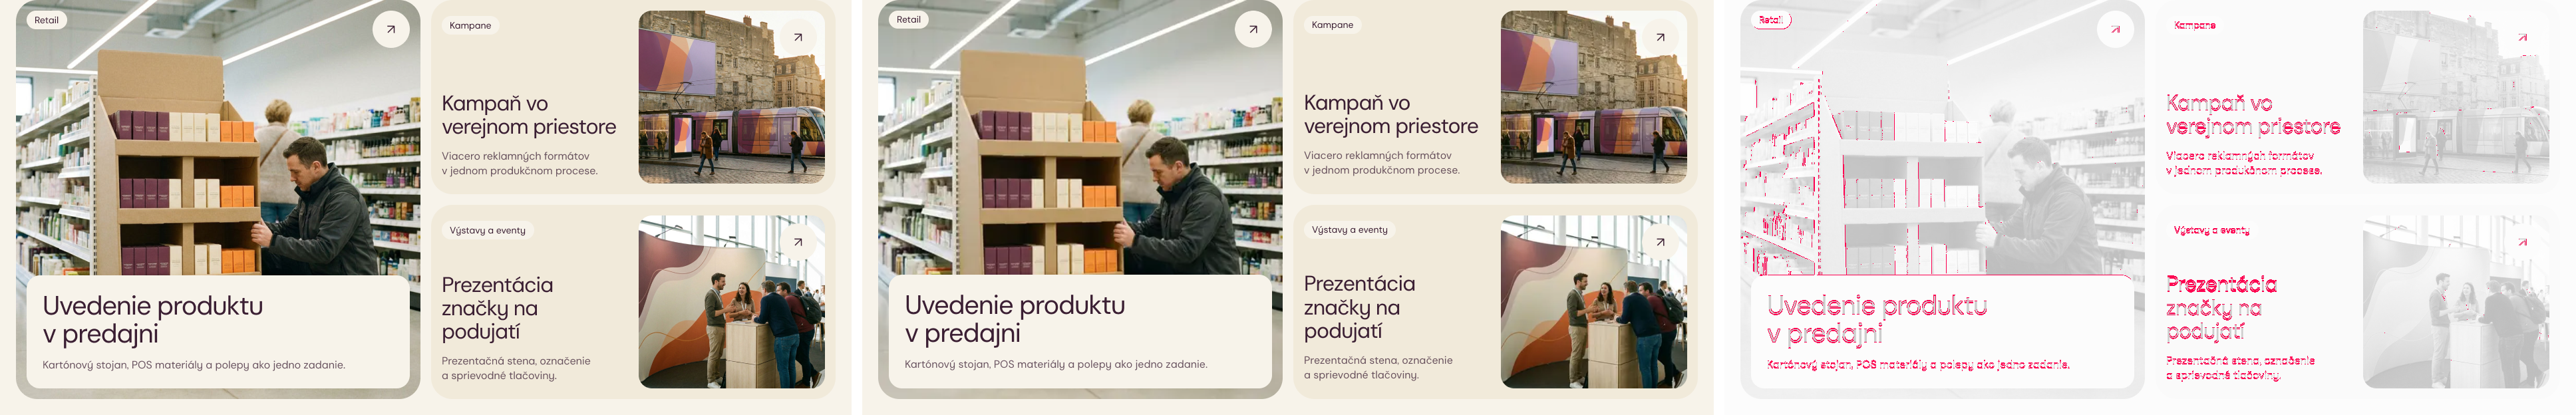 Retail
Uvedenie produktu
v predajni
Kartónový stojan, POS materiály a polepy ako jedno zadanie.
Kampane
Kampaň vo
verejnom priestore
Viacero reklamných formátov
v jednom produkčnom procese.
Výstavy a eventy
Prezentácia
značky na
podujatí
Prezentačná stena, označenie
a sprievodné tlačoviny.
Retail
Uvedenie produktu
v predajni
Kartónový stojan, POS materiály a polepy ako jedno zadanie.
Kampane
Kampaň vo
verejnom priestore
Viacero reklamných formátov
v jednom produkčnom procese.
Výstavy a eventy
Prezentácia
značky na
podujatí
Prezentačná stena, označenie
a sprievodné tlačoviny.
Retail
Uvedenie produktu
v predajni
Kartónový stojan, POS materiály a polepy ako jedno zadanie.
Kampane
Kampaň vo
verejnom priestore
Viacero reklamných formátov
v jednom produkčnom procese.
Výstavy a eventy
Prezentácia
značky na
podujatí
Prezentačná stena, označenie
a sprievodné tlačoviny.